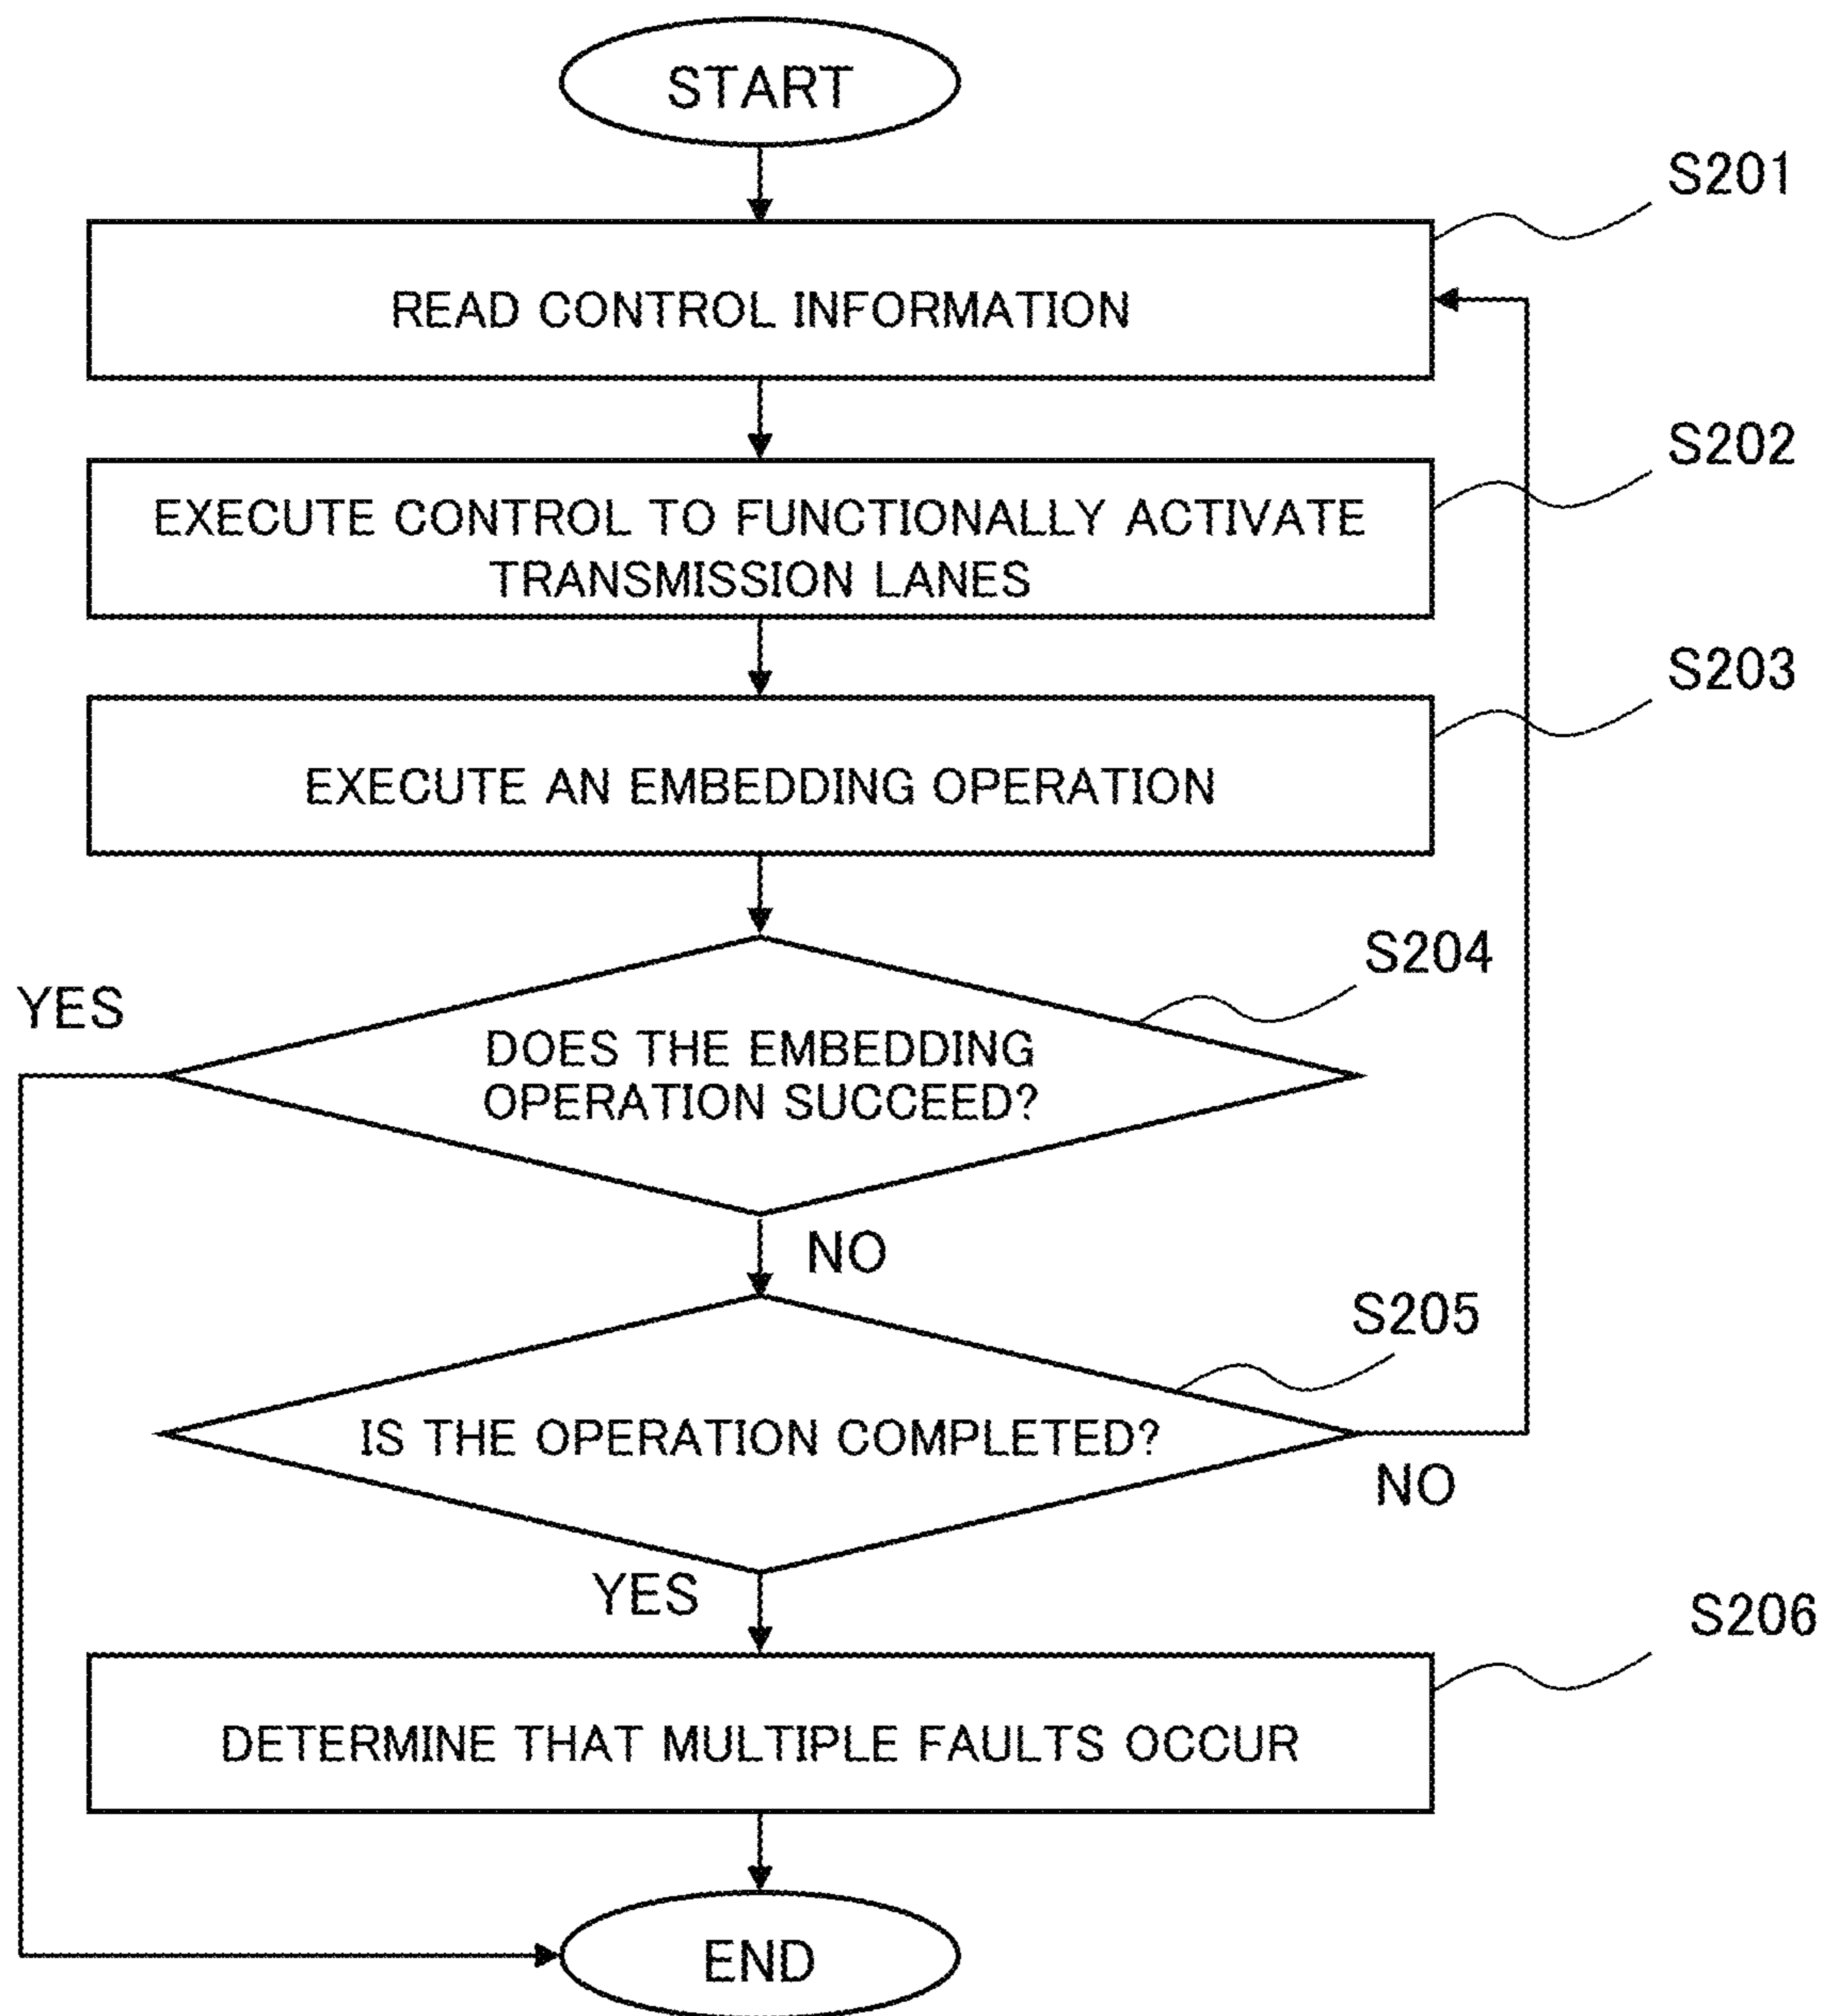 START
S201
READ CONTROL INFORMATION
S202
EXECUTE CONTROL TO FUNCTIONALLY ACTIVATE
TRANSMISSION LANES
S203
EXECUTE AN EMBEDDING OPERATION
S204
YES
DOES THE EMBEDDING
OPERATION SUCCEED?
NO
S205
IS THE OPERATION COMPLETED?
NO
YES
S206
DETERMINE THAT MULTIPLE FAULTS OCCUR
END